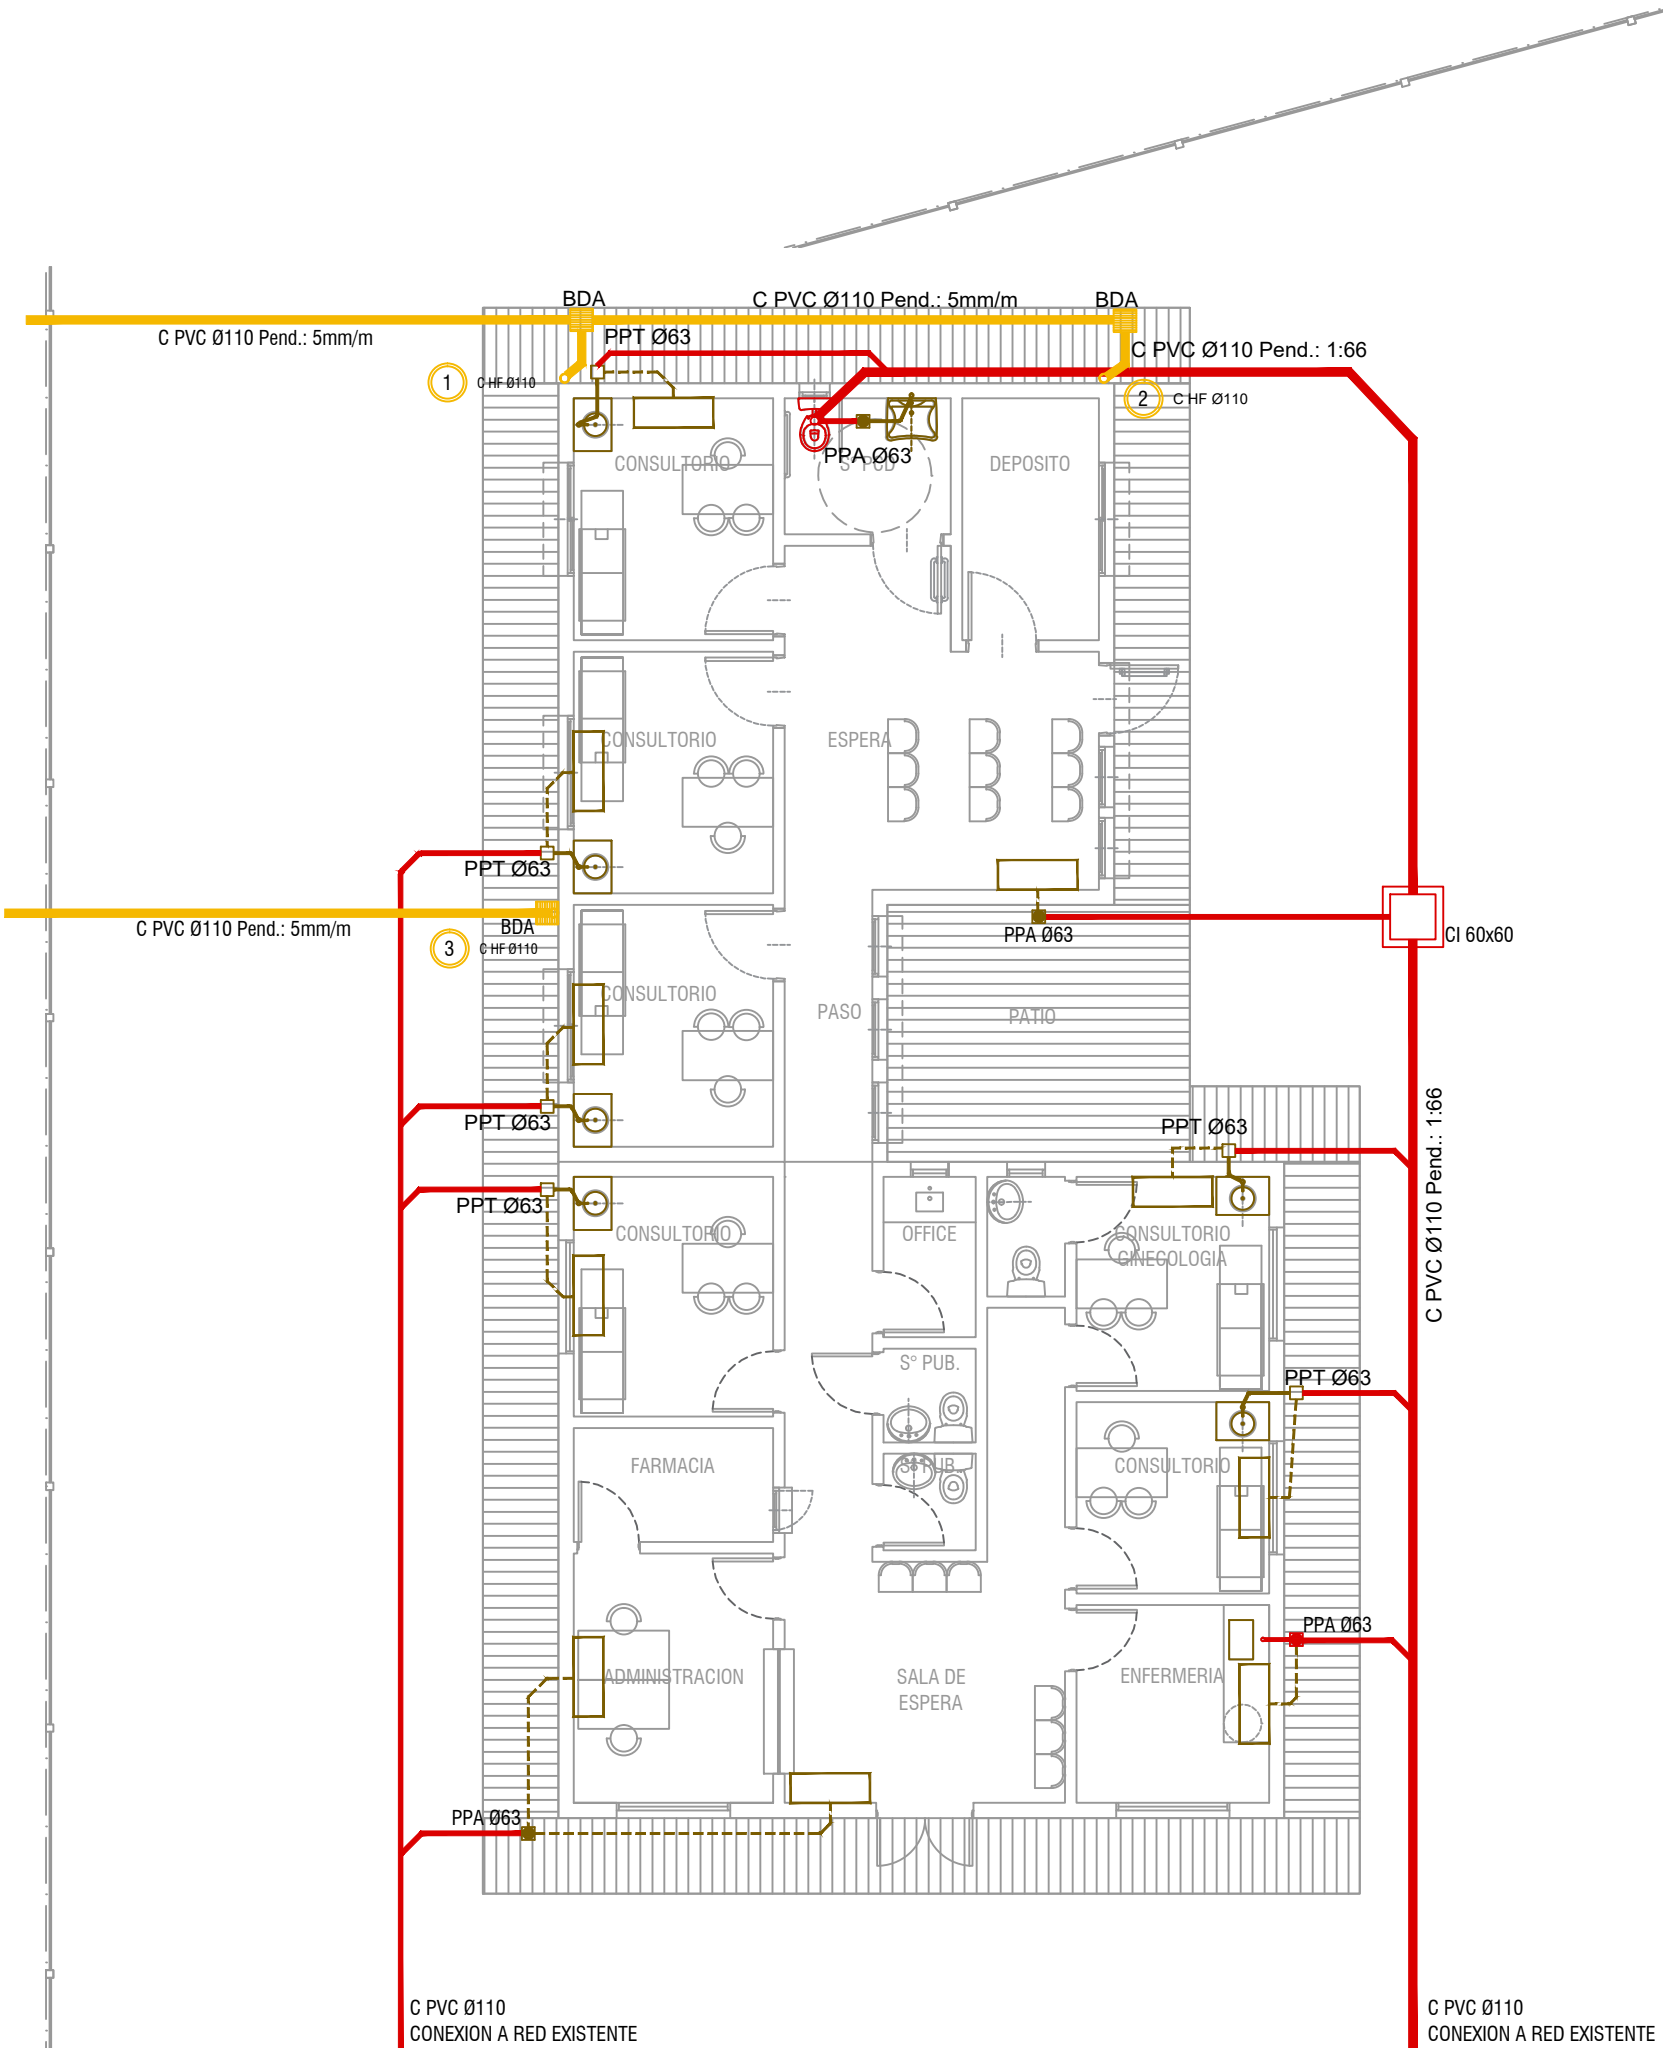 BDA
C PVC Ø110 Pend.: 5mm/m
BDA
C PVC Ø110 Pend.: 5mm/m
PPT Ø63
C PVC Ø110 Pend.: 1:66
1
C HF Ø110
2
C HF Ø110
PPA Ø63
CONSULTORIO
S° PCD
DEPOSITO
CONSULTORIO
ESPERA
PPT Ø63
C PVC Ø110 Pend.: 5mm/m
BDA
3
C HF Ø110
PPA Ø63
CI 60x60
CONSULTORIO
PASO
PATIO
PPT Ø63
PPT Ø63
C PVC Ø110 Pend.: 1:66
PPT Ø63
CONSULTORIO
OFFICE
CONSULTORIO
GINECOLOGIA
S° PUB.
PPT Ø63
FARMACIA
S° PUB.
CONSULTORIO
PPA Ø63
ADMINISTRACION
SALA DE
ESPERA
ENFERMERIA
PPA Ø63
C PVC Ø110
CONEXION A RED EXISTENTE
C PVC Ø110
CONEXION A RED EXISTENTE